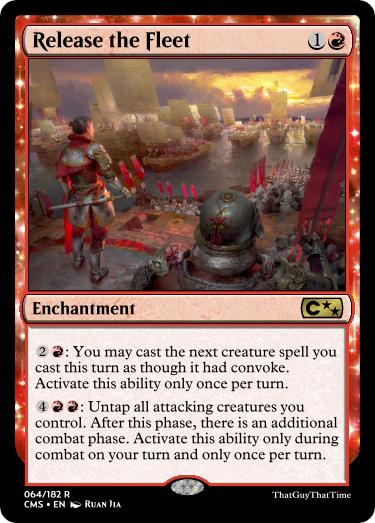 Release the Fleet 1
Enchantment C
2 : You may cast the next creature spell you
cast this turn as though it had convoke.
Activate this ability only once per turn.
4 : Untap all attacking creatures you
control. After this phase, there is an additional
combat phase. Activate this ability only during
combat on your turn and only once per turn.
064/182 R
CMS • EN Ruan Jia ThatGuyThatTime